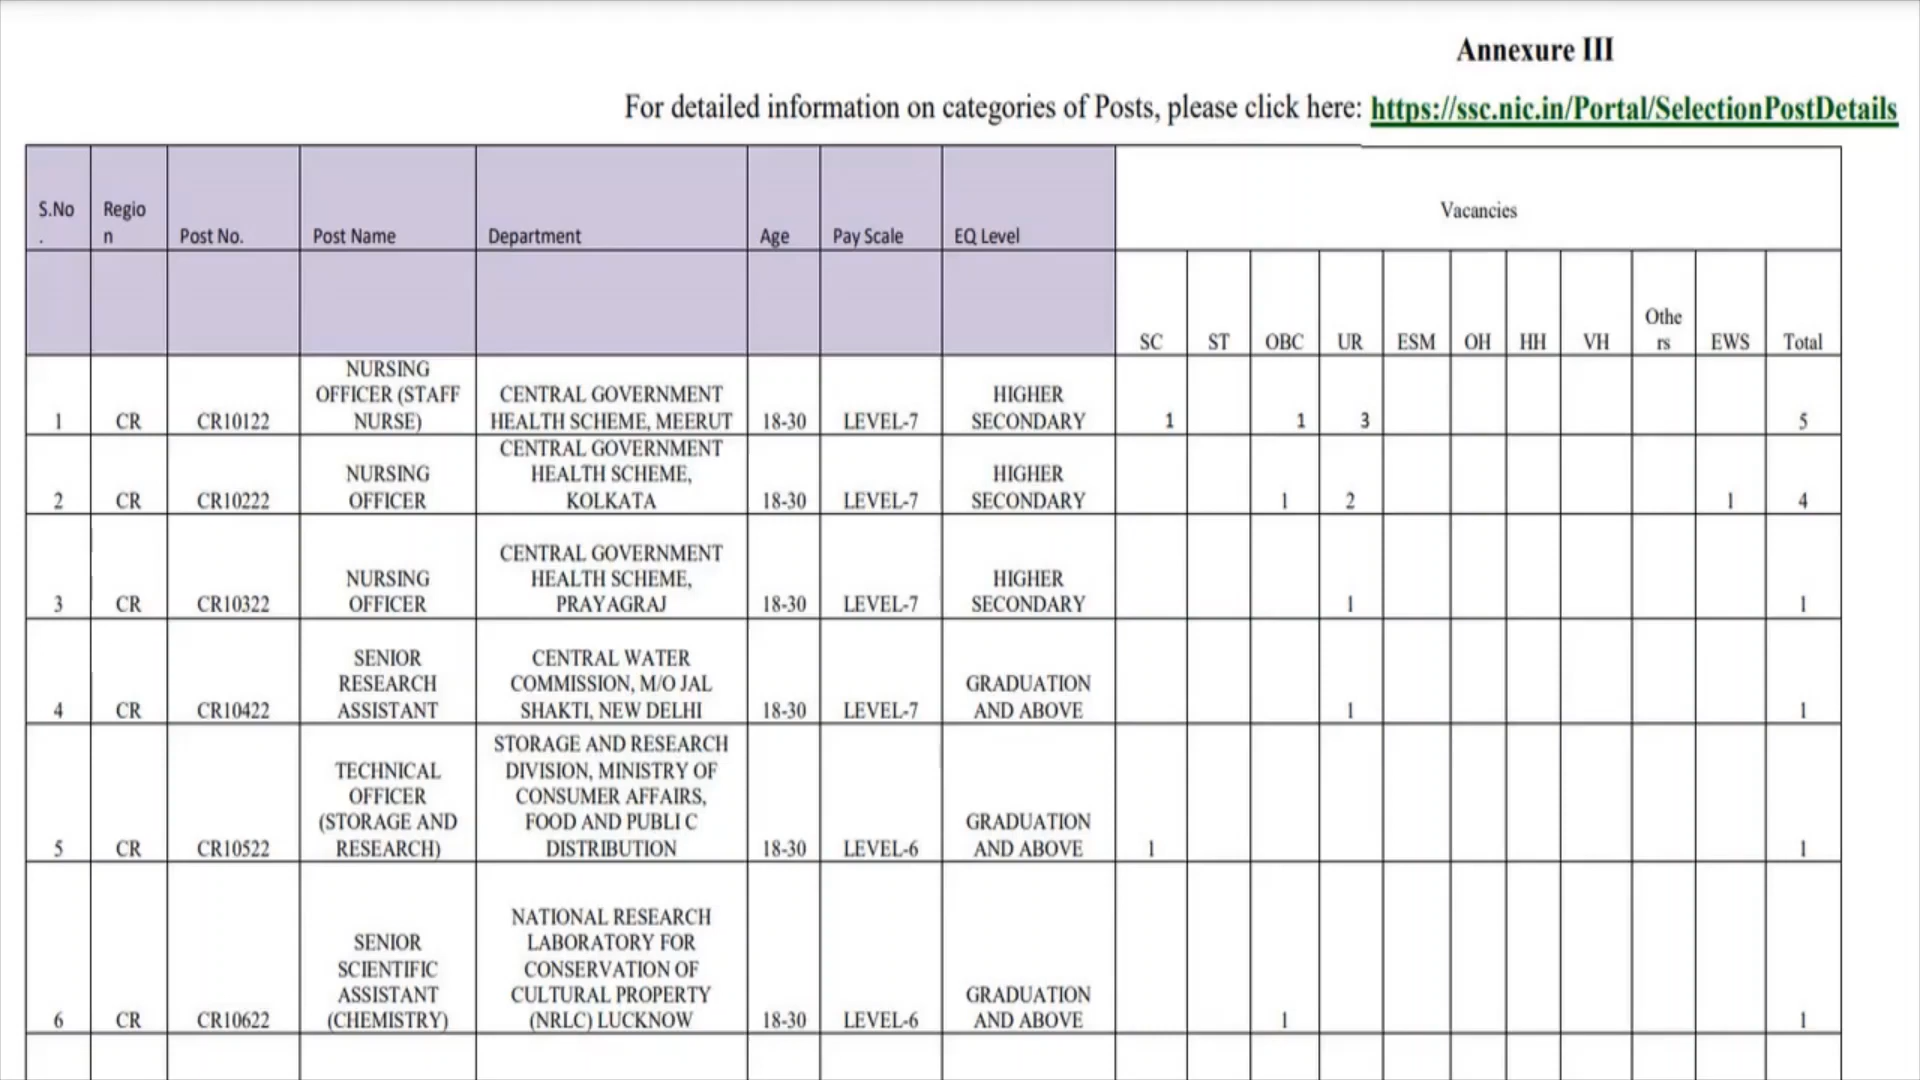 Annexure III
For detailed information on categories of Posts, please click here: https://ssc.nic.in/Portal/SelectionPostDetails
S.No. Region Post No. Post Name Department Age Pay Scale EQ Level Vacancies
SC ST OBC UR ESM OH HH VH Others EWS Total
1 CR CR10122 NURSING OFFICER (STAFF NURSE) CENTRAL GOVERNMENT HEALTH SCHEME, MEERUT 18-30 LEVEL-7 HIGHER SECONDARY 1 1 3 5
2 CR CR10222 NURSING OFFICER CENTRAL GOVERNMENT HEALTH SCHEME, KOLKATA 18-30 LEVEL-7 HIGHER SECONDARY 1 2 1 4
3 CR CR10322 NURSING OFFICER CENTRAL GOVERNMENT HEALTH SCHEME, PRAYAGRAJ 18-30 LEVEL-7 HIGHER SECONDARY 1 1
4 CR CR10422 SENIOR RESEARCH ASSISTANT CENTRAL WATER COMMISSION, M/O JAL SHAKTI, NEW DELHI 18-30 LEVEL-7 GRADUATION AND ABOVE 1 1
5 CR CR10522 TECHNICAL OFFICER (STORAGE AND RESEARCH) STORAGE AND RESEARCH DIVISION, MINISTRY OF CONSUMER AFFAIRS, FOOD AND PUBLI C DISTRIBUTION 18-30 LEVEL-6 GRADUATION AND ABOVE 1 1
6 CR CR10622 SENIOR SCIENTIFIC ASSISTANT (CHEMISTRY) NATIONAL RESEARCH LABORATORY FOR CONSERVATION OF CULTURAL PROPERTY (NRLC) LUCKNOW 18-30 LEVEL-6 GRADUATION AND ABOVE 1 1